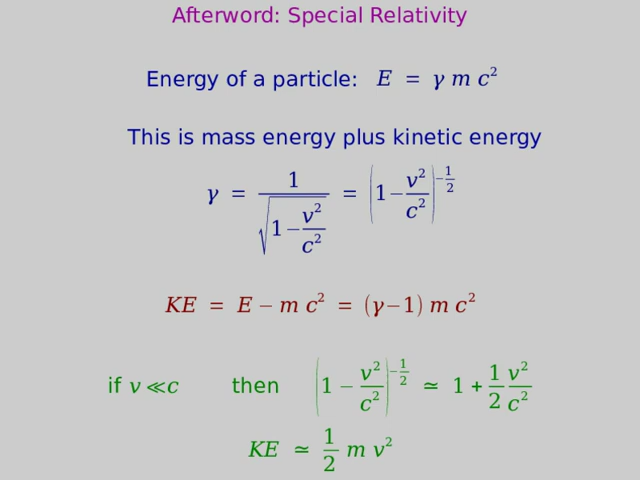 Afterword: Special Relativity
Energy of a particle: E = γ m c²
This is mass energy plus kinetic energy
γ = 1 / √(1−v²/c²) = (1−v²/c²)^(−1/2)
KE = E − m c² = (γ−1) m c²
if v ≪ c then (1 − v²/c²)^(−1/2) ≃ 1 + 1/2 v²/c²
KE ≃ 1/2 m v²